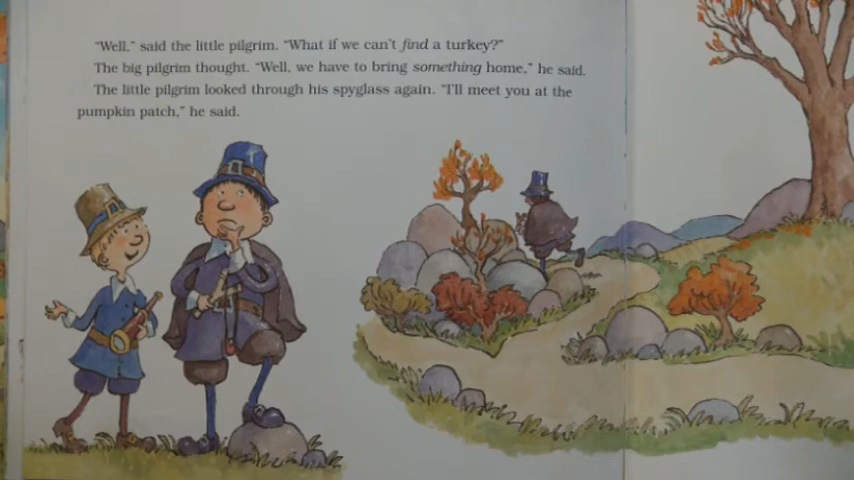 "Well," said the little pilgrim. "What if we can't find a turkey?"
The big pilgrim thought. "Well, we have to bring something home," he said.
The little pilgrim looked through his spyglass again. "I'll meet you at the
pumpkin patch," he said.